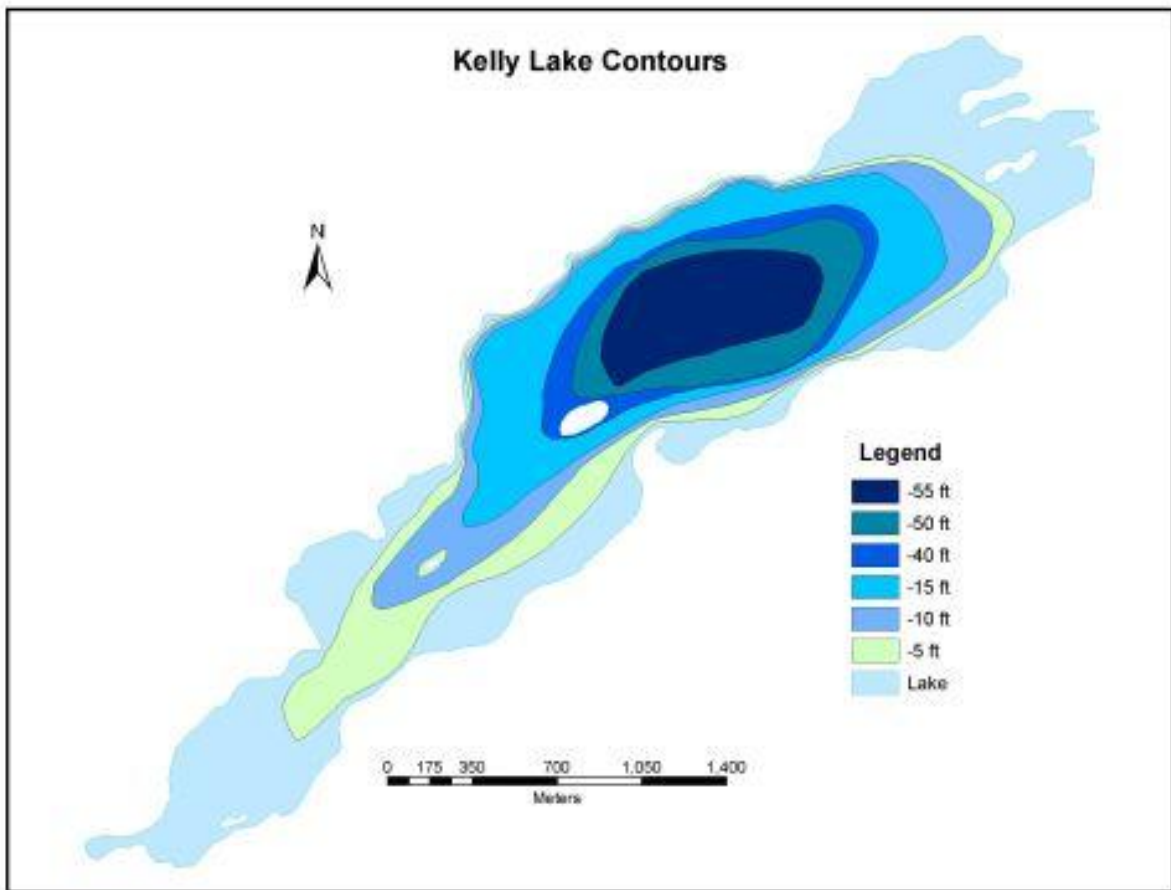 Kelly Lake Contours
N
Legend
-55 ft
-50 ft
-40 ft
-15 ft
-10 ft
-5 ft
Lake
0 175 350 700 1,050 1,400
Meters